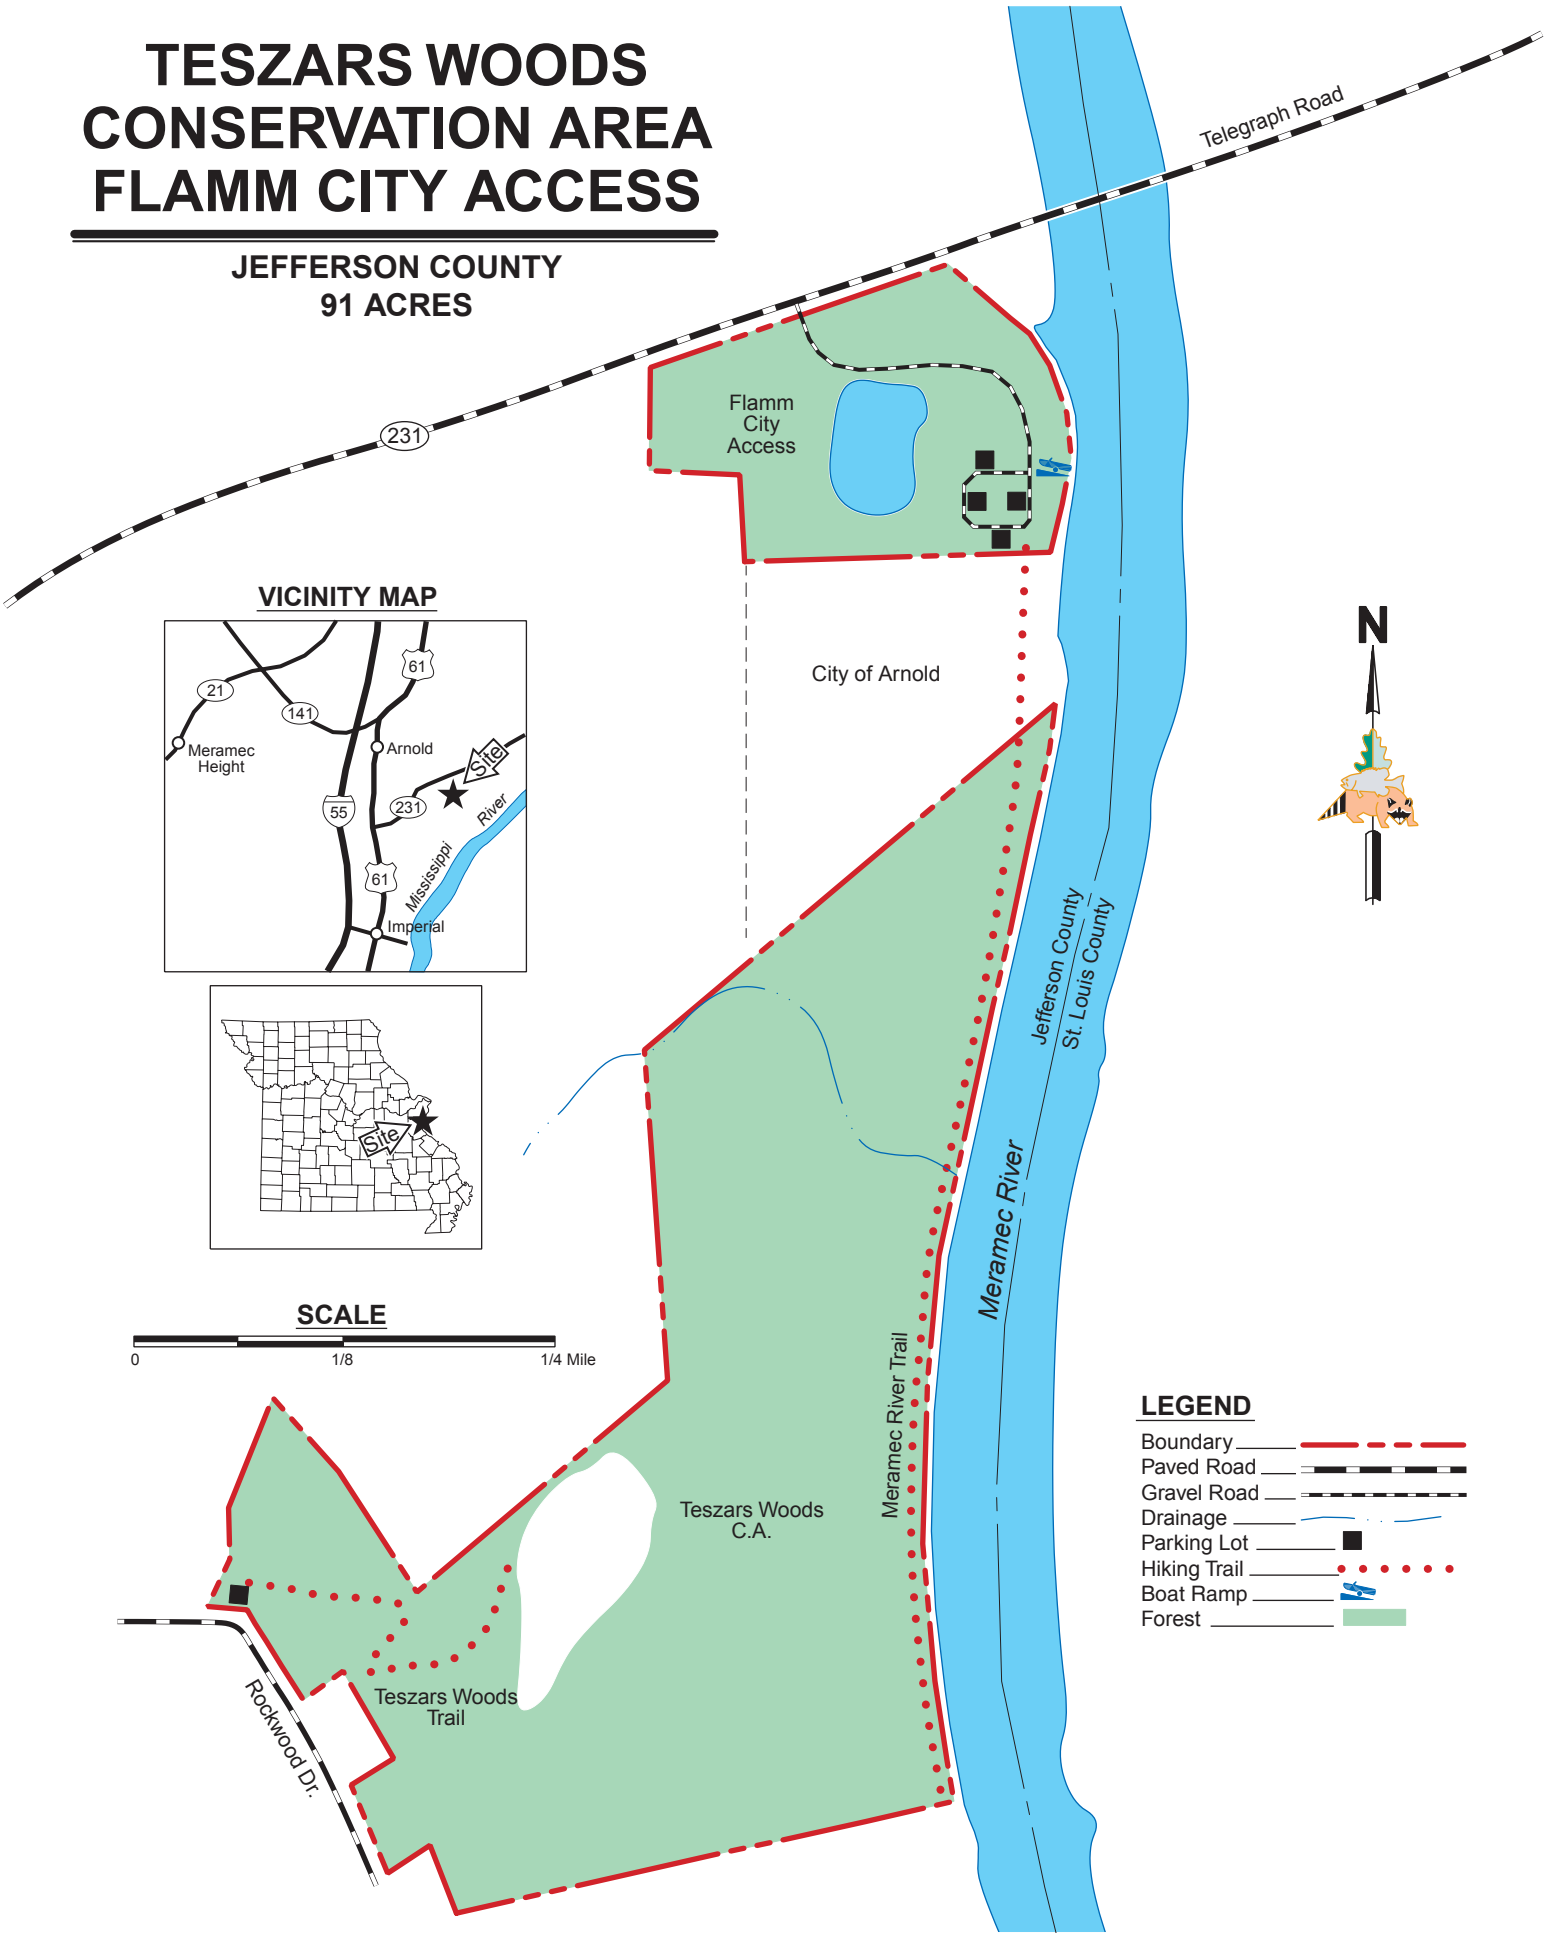 TESZARS WOODS
CONSERVATION AREA
FLAMM CITY ACCESS
JEFFERSON COUNTY
91 ACRES
Telegraph Road
231
Flamm
City
Access
City of Arnold
VICINITY MAP
61
21
141
Meramec
Height
Arnold
Site
55
231
River
Mississippi
61
Imperial
N
Jefferson County
St. Louis County
Site
Meramec River
SCALE
0
1/8
1/4 Mile
Meramec River Trail
Teszars Woods
C.A.
Teszars Woods
Trail
Rockwood Dr.
LEGEND
Boundary
Paved Road
Gravel Road
Drainage
Parking Lot
Hiking Trail
Boat Ramp
Forest